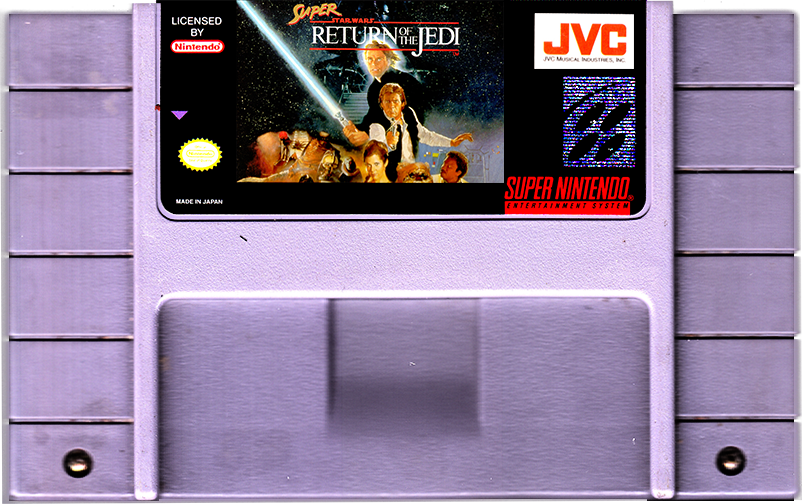 LICENSED
BY
Nintendo
SUPER
STAR WARS
RETURN OF THE JEDI
JVC
JVC MUSICAL INDUSTRIES, INC.
MADE IN JAPAN
SUPER NINTENDO
ENTERTAINMENT SYSTEM